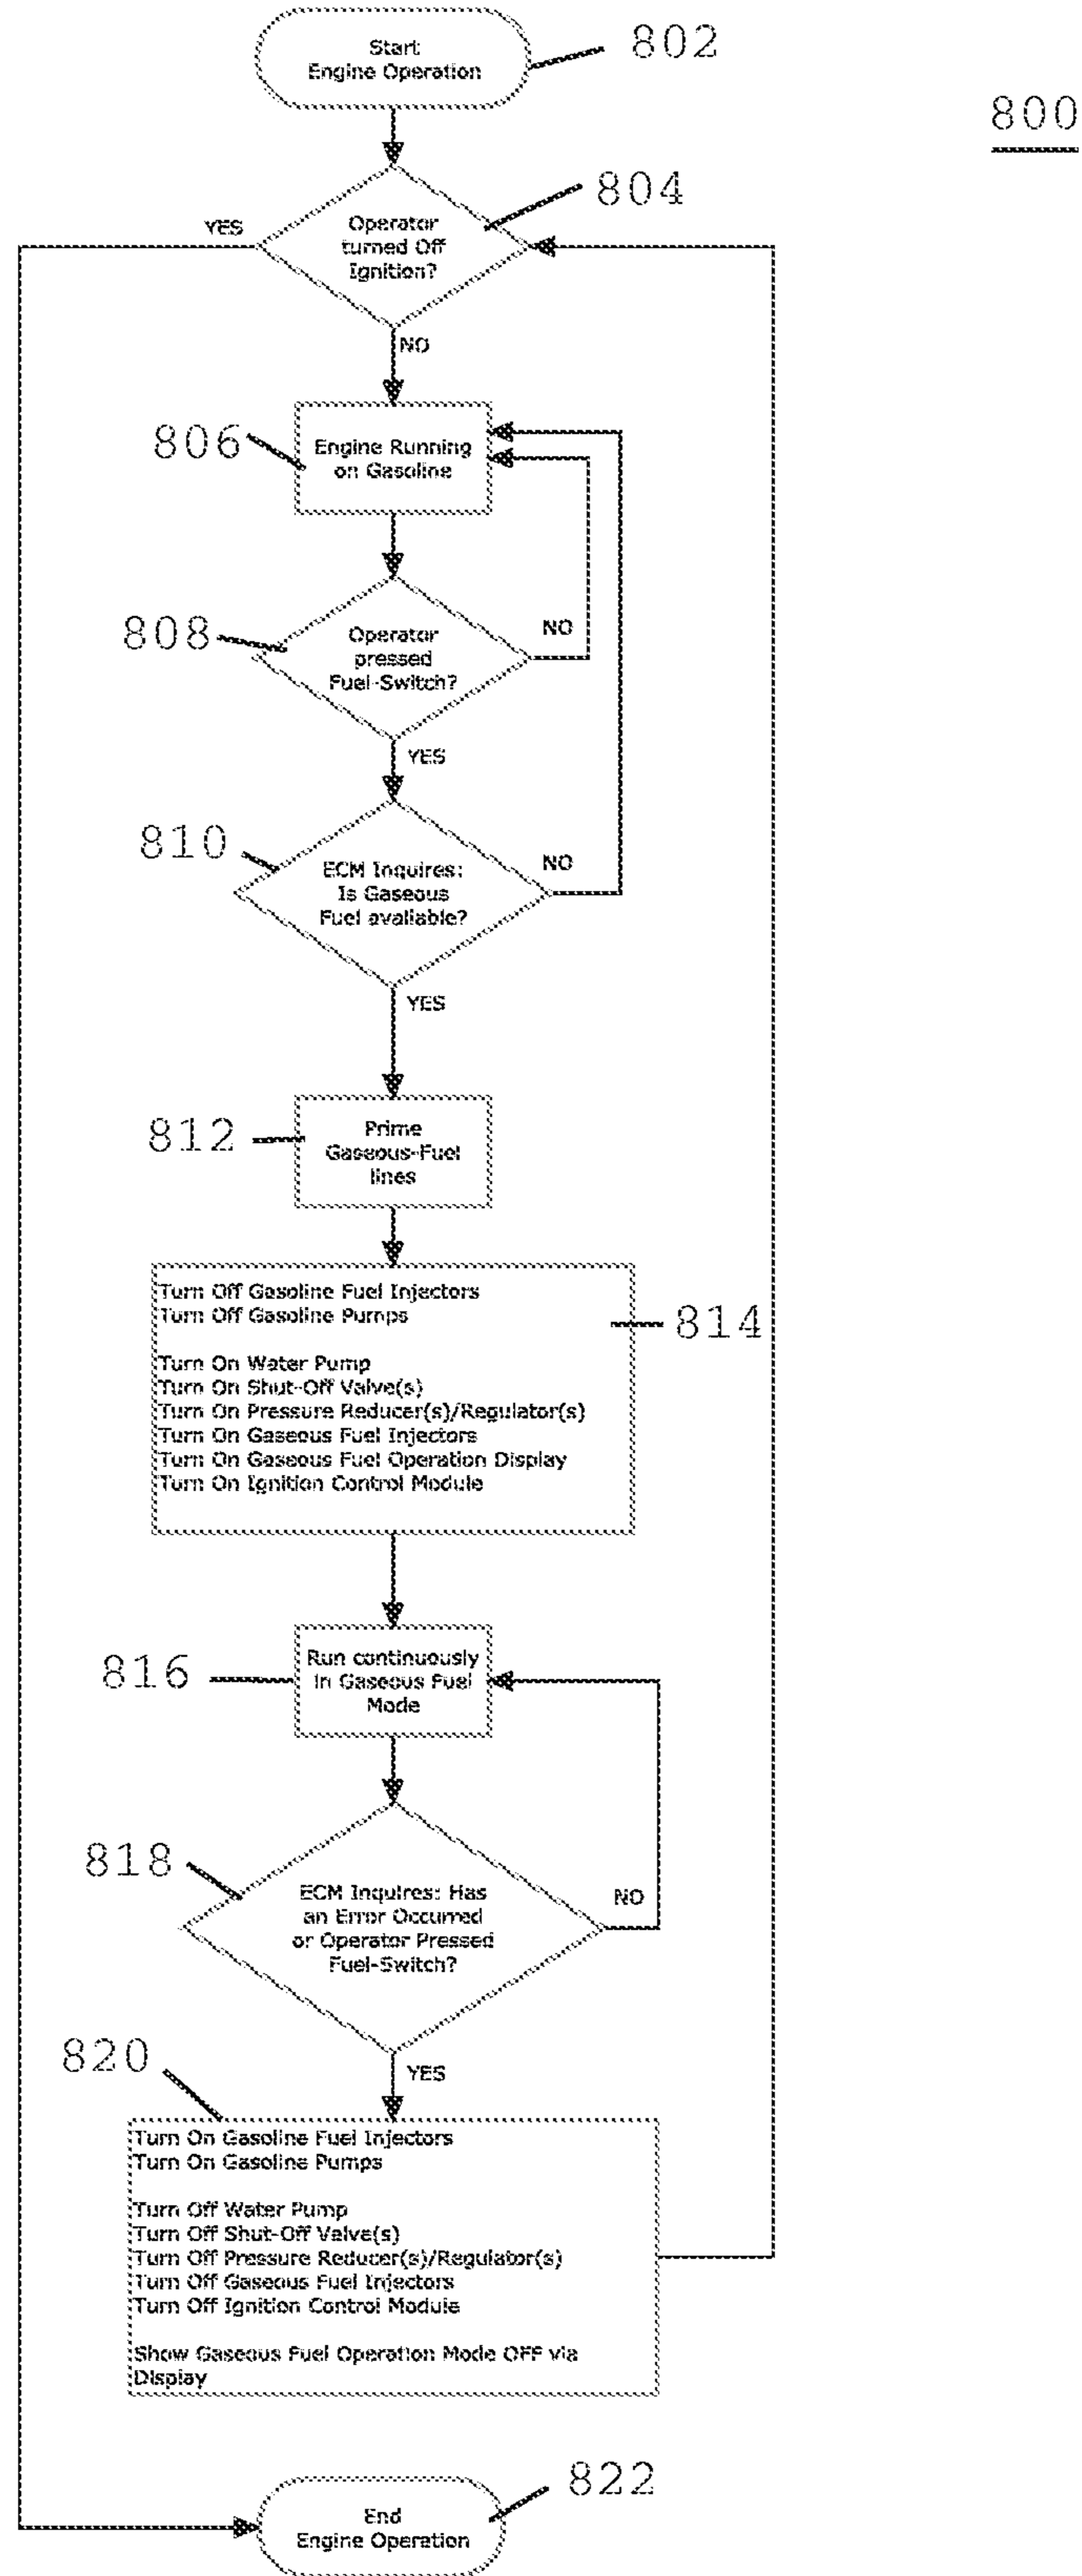 Start
Engine Operation
802
800
804
Operator
turned Off
Ignition?
YES
NO
806
Engine Running
on Gasoline
808
Operator
pressed
Fuel-Switch?
NO
YES
810
ECM Inquires:
Is Gaseous
Fuel available?
NO
YES
812
Prime
Gaseous-Fuel
lines
Turn Off Gasoline Fuel Injectors
Turn Off Gasoline Pumps
814
Turn On Water Pump
Turn On Shut-Off Valve(s)
Turn On Pressure Reducer(s)/Regulator(s)
Turn On Gaseous Fuel Injectors
Turn On Gaseous Fuel Operation Display
Turn On Ignition Control Module
816
Run continuously
in Gaseous Fuel
Mode
818
ECM Inquires: Has
an Error Occurred
or Operator Pressed
Fuel-Switch?
NO
YES
820
Turn On Gasoline Fuel Injectors
Turn On Gasoline Pumps
Turn Off Water Pump
Turn Off Shut-Off Valve(s)
Turn Off Pressure Reducer(s)/Regulator(s)
Turn Off Gaseous Fuel Injectors
Turn Off Ignition Control Module
Show Gaseous Fuel Operation Mode OFF via
Display
822
End
Engine Operation